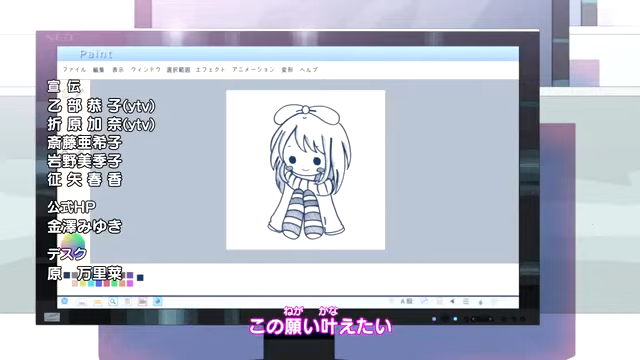 NEO
Paint
ファイル 編集 表示 ウィンドウ 選択範囲 エフェクト アニメーション 変形 ヘルプ
宣伝
乙部恭子(ytv)
折原加奈(ytv)
斎藤亜希子
岩野美季子
征矢春香
公式HP
金澤みゆき
デスク
原 万里菜
ねが かな
この願い叶えたい